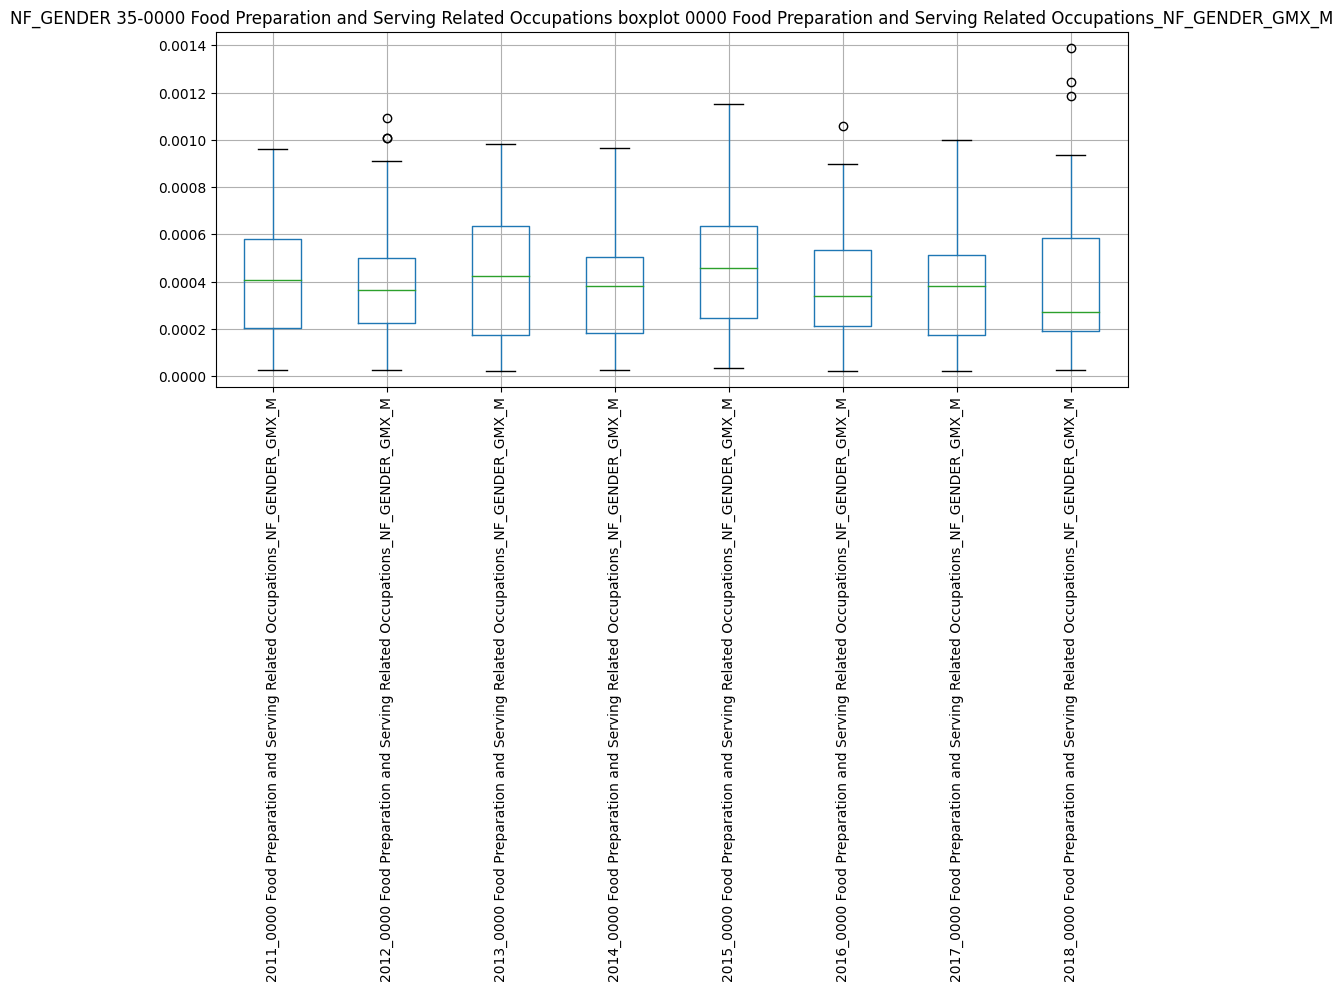 NF_GENDER 35-0000 Food Preparation and Serving Related Occupations boxplot 0000 Food Preparation and Serving Related Occupations_NF_GENDER_GMX_M
0.0014
0.0012
0.0010
0.0008
0.0006
0.0004
0.0002
0.0000
2011_0000 Food Preparation and Serving Related Occupations_NF_GENDER_GMX_M
2012_0000 Food Preparation and Serving Related Occupations_NF_GENDER_GMX_M
2013_0000 Food Preparation and Serving Related Occupations_NF_GENDER_GMX_M
2014_0000 Food Preparation and Serving Related Occupations_NF_GENDER_GMX_M
2015_0000 Food Preparation and Serving Related Occupations_NF_GENDER_GMX_M
2016_0000 Food Preparation and Serving Related Occupations_NF_GENDER_GMX_M
2017_0000 Food Preparation and Serving Related Occupations_NF_GENDER_GMX_M
2018_0000 Food Preparation and Serving Related Occupations_NF_GENDER_GMX_M